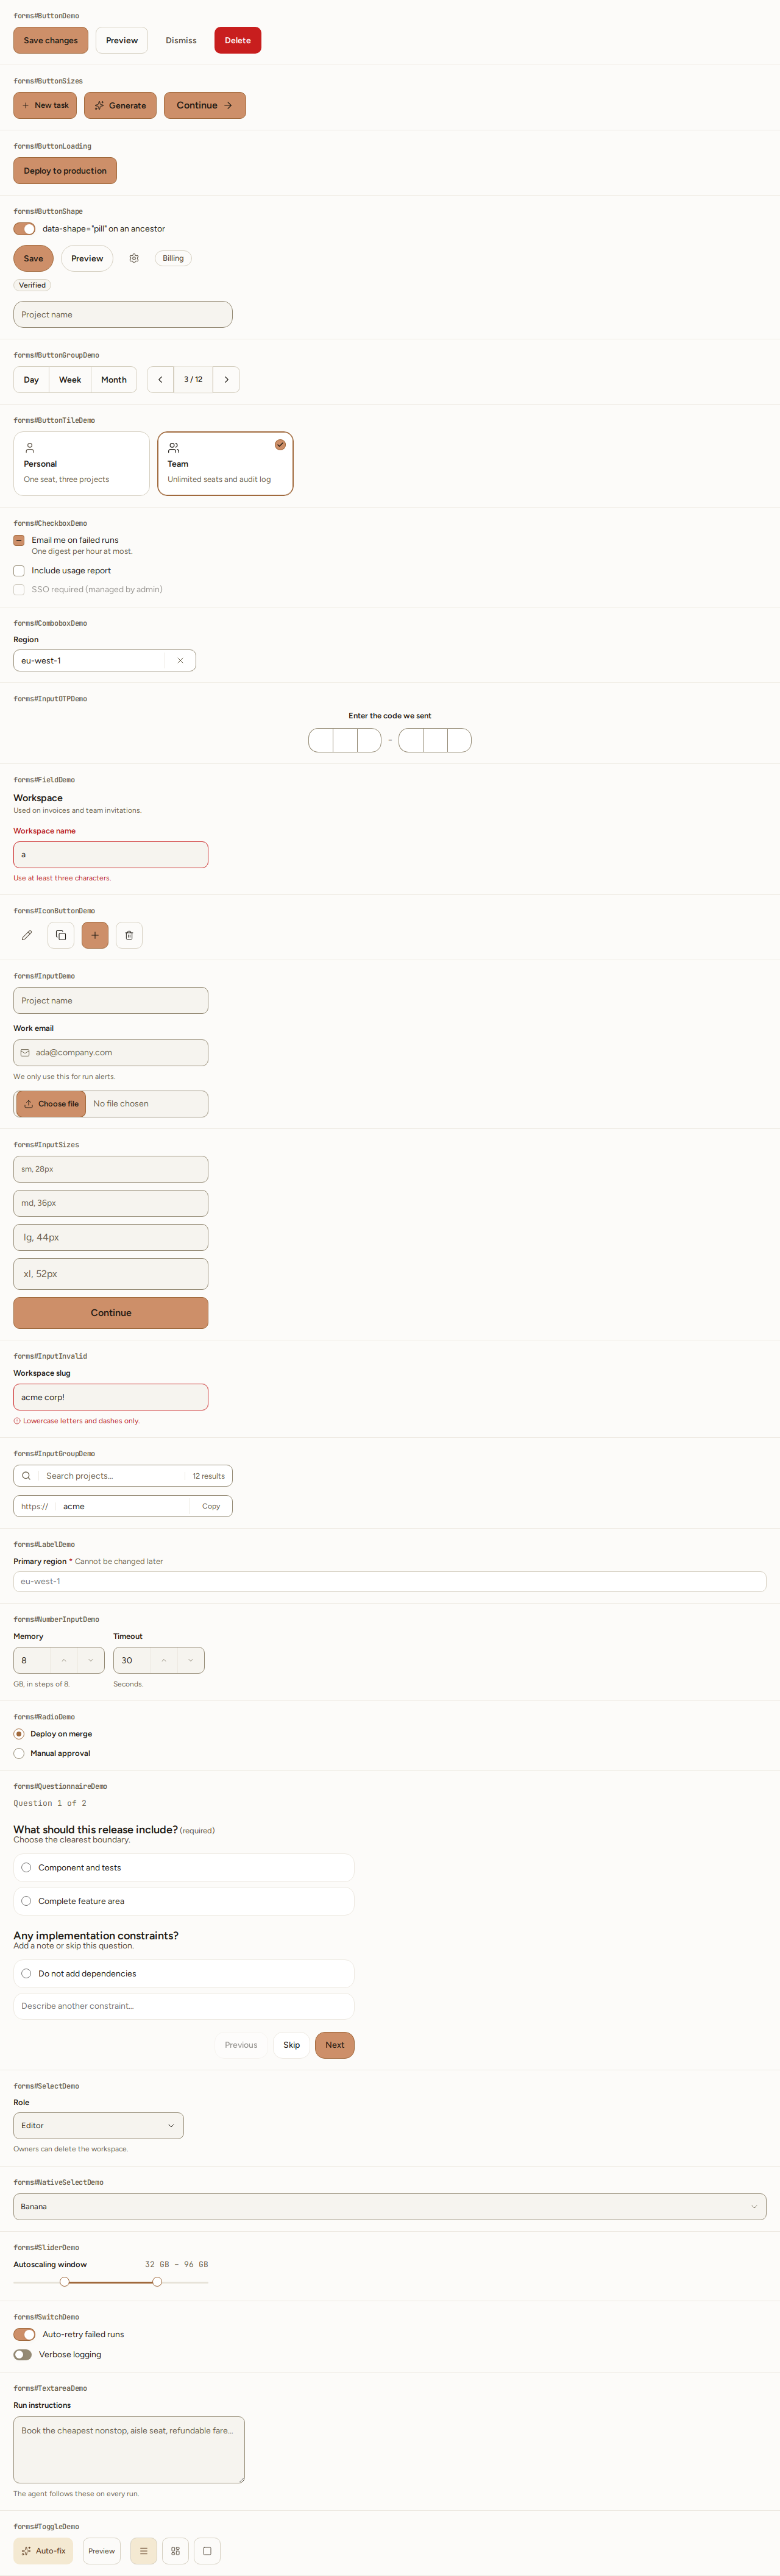 forms#ButtonDemo
Save changes Preview Dismiss Delete
forms#ButtonSizes
New task Generate Continue
forms#ButtonLoading
Deploy to production
forms#ButtonShape
data-shape="pill" on an ancestor
Save Preview Billing
Verified
Project name
forms#ButtonGroupDemo
Day Week Month 3 / 12
forms#ButtonTileDemo
Personal Team
One seat, three projects Unlimited seats and audit log
forms#CheckboxDemo
Email me on failed runs
One digest per hour at most.
Include usage report
SSO required (managed by admin)
forms#ComboboxDemo
Region
eu-west-1
forms#InputOTPDemo
Enter the code we sent
-
forms#FieldDemo
Workspace
Used on invoices and team invitations.
Workspace name
a
Use at least three characters.
forms#IconButtonDemo
forms#InputDemo
Project name
Work email
ada@company.com
We only use this for run alerts.
Choose file No file chosen
forms#InputSizes
sm, 28px
md, 36px
lg, 44px
xl, 52px
Continue
forms#InputInvalid
Workspace slug
acme corp!
Lowercase letters and dashes only.
forms#InputGroupDemo
Search projects... 12 results
https:// acme Copy
forms#LabelDemo
Primary region * Cannot be changed later
eu-west-1
forms#NumberInputDemo
Memory Timeout
8 30
GB, in steps of 8. Seconds.
forms#RadioDemo
Deploy on merge
Manual approval
forms#QuestionnaireDemo
Question 1 of 2
What should this release include? (required)
Choose the clearest boundary.
Component and tests
Complete feature area
Any implementation constraints?
Add a note or skip this question.
Do not add dependencies
Describe another constraint...
Previous Skip Next
forms#SelectDemo
Role
Editor
Owners can delete the workspace.
forms#NativeSelectDemo
Banana
forms#SliderDemo
Autoscaling window 32 GB – 96 GB
forms#SwitchDemo
Auto-retry failed runs
Verbose logging
forms#TextareaDemo
Run instructions
Book the cheapest nonstop, aisle seat, refundable fare...
The agent follows these on every run.
forms#ToggleDemo
Auto-fix Preview